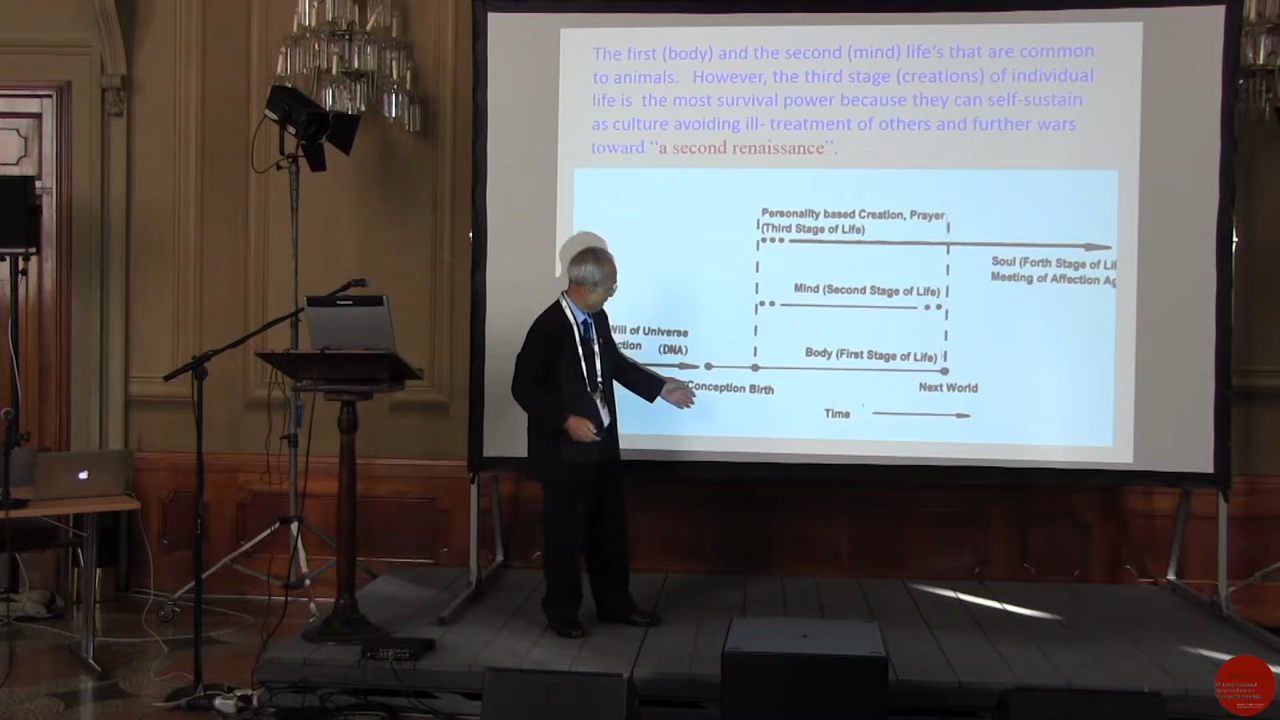 The first (body) and the second (mind) life's that are common
to animals. However, the third stage (creations) of individual
life is the most survival power because they can self-sustain
as culture avoiding ill- treatment of others and further wars
toward "a second renaissance".
Personality based Creation, Prayer
(Third Stage of Life)
Soul (Forth Stage of Li
Meeting of Affection Ag
Mind (Second Stage of Life)
Will of Universe
ction (DNA)
Body (First Stage of Life)
Conception Birth
Next World
Time